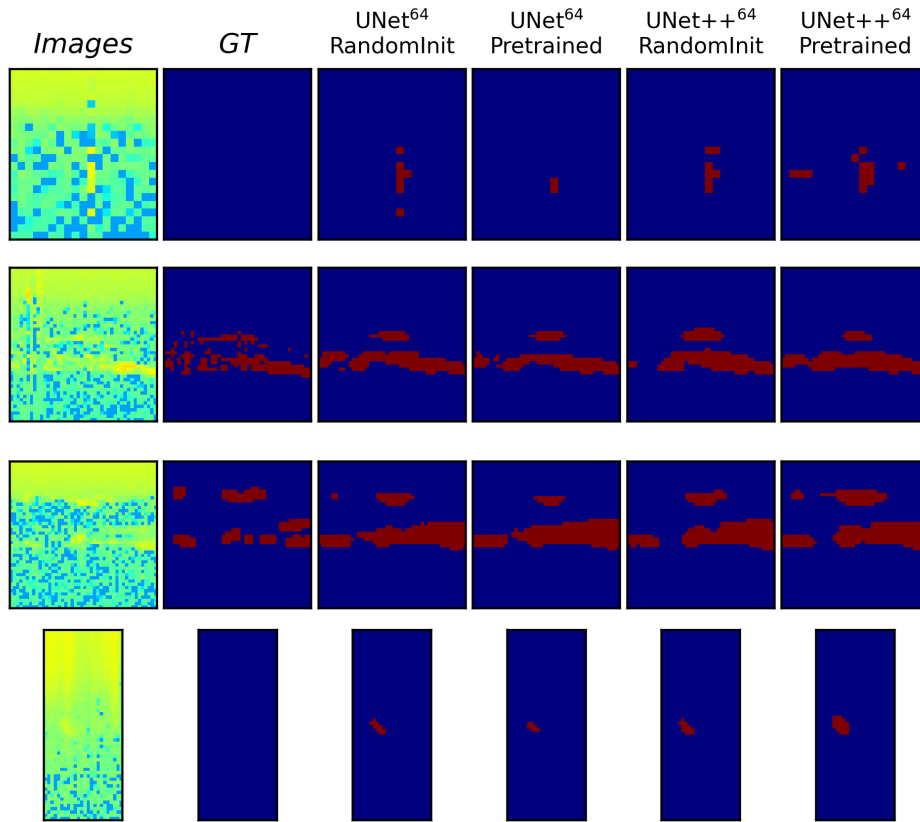 Images
GT
UNet⁶⁴
RandomInit
UNet⁶⁴
Pretrained
UNet++⁶⁴
RandomInit
UNet++⁶⁴
Pretrained